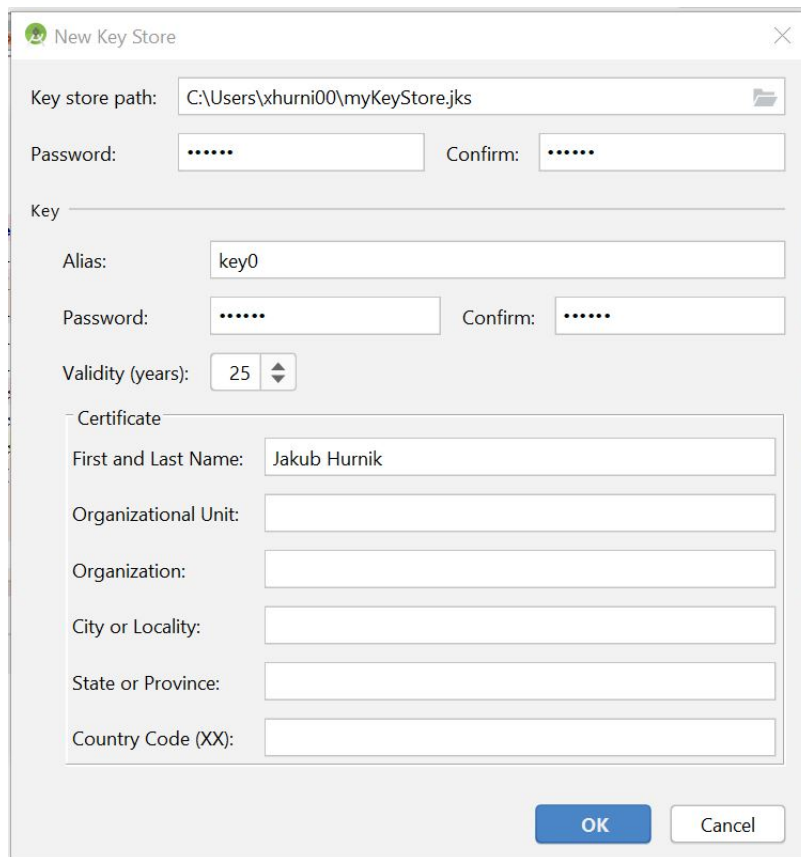 New Key Store
Key store path: C:\Users\xhurni00\myKeyStore.jks
Password: •••••• Confirm: ••••••
Key
Alias: key0
Password: •••••• Confirm: ••••••
Validity (years): 25
Certificate
First and Last Name: Jakub Hurnik
Organizational Unit:
Organization:
City or Locality:
State or Province:
Country Code (XX):
OK Cancel